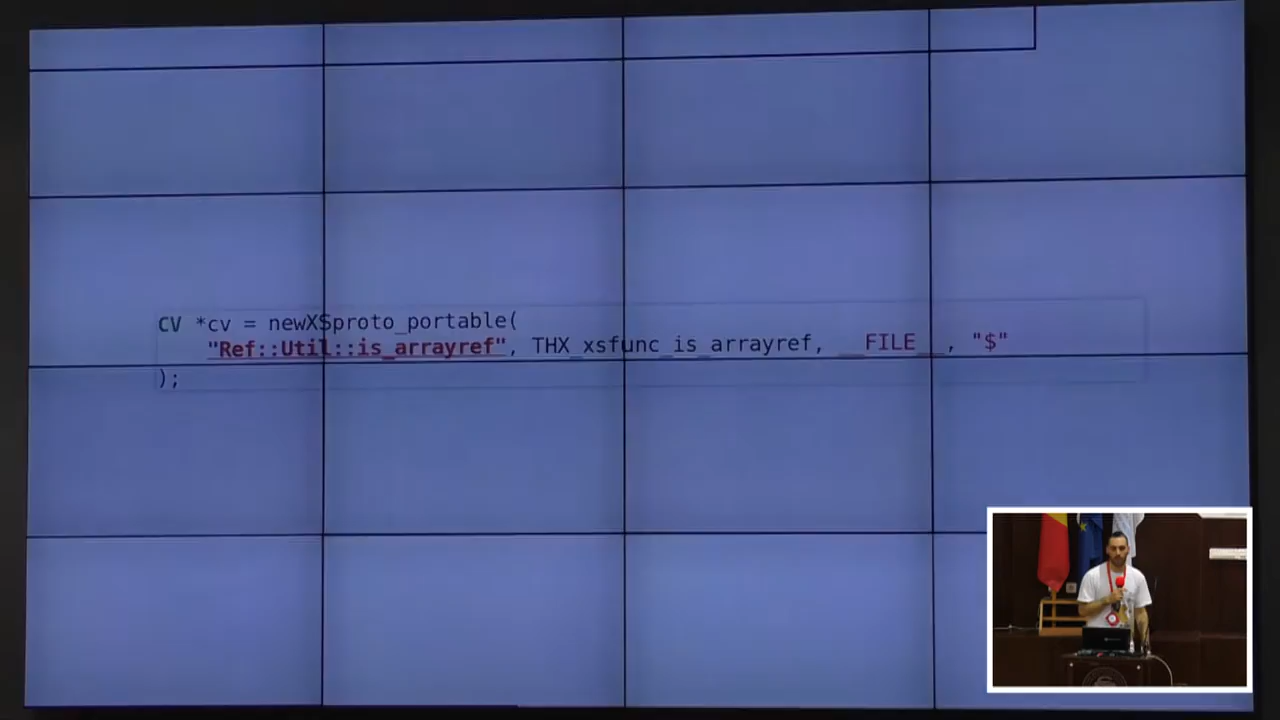 CV *cv = newXSproto_portable(
"Ref::Util::is_arrayref", THX_xsfunc_is_arrayref, __FILE__, "$"
);